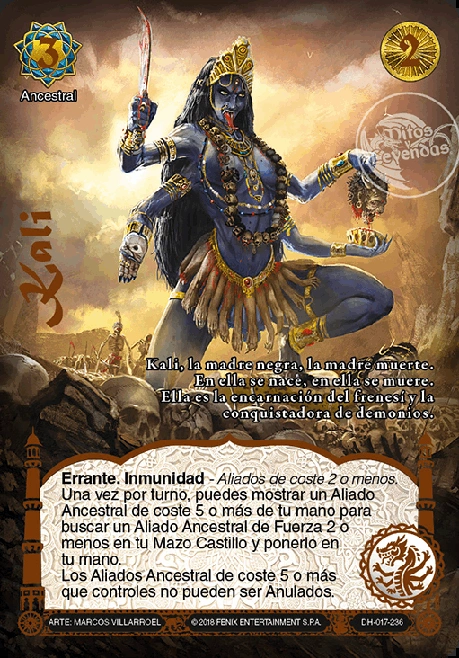 3
2
Ancestral
Mitos
Leyendas
Kali
Kali, la madre negra, la madre muerte.
En ella se nace, en ella se muere.
Ella es la encarnación del frenesí y la
conquistadora de demonios.
Errante. Inmunidad - Aliados de coste 2 o menos.
Una vez por turno, puedes mostrar un Aliado
Ancestral de coste 5 o más de tu mano para
buscar un Aliado Ancestral de Fuerza 2 o
menos en tu Mazo Castillo y ponerlo en
tu mano.
Los Aliados Ancestral de coste 5 o más
que controles no pueden ser Anulados.
ARTE: MARCOS VILLARROEL
©2018 FENIX ENTERTAINMENT S.P.A.
DH-017-236